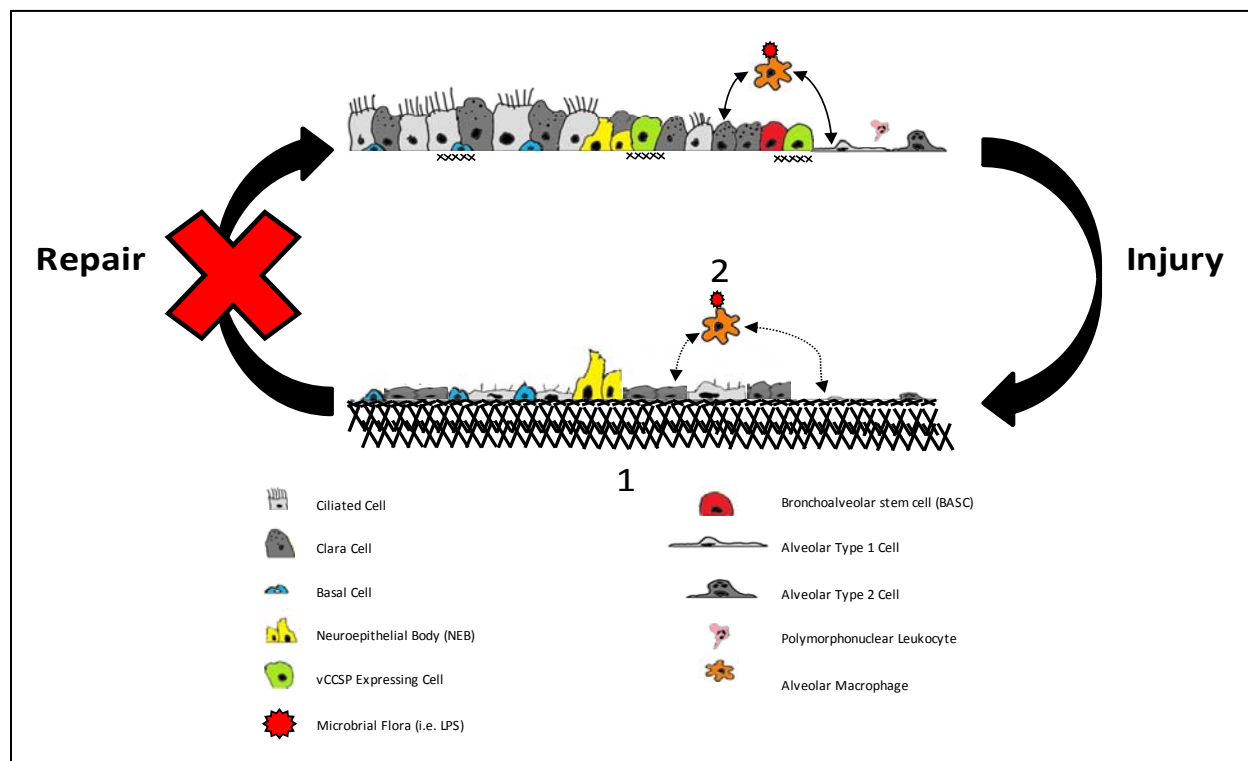 Repair
Injury
2
1
Ciliated Cell
Clara Cell
Basal Cell
Neuroepithelial Body (NEB)
vCCSP Expressing Cell
Microbrial Flora (i.e. LPS)
Bronchoalveolar stem cell (BASC)
Alveolar Type 1 Cell
Alveolar Type 2 Cell
Polymorphonuclear Leukocyte
Alveolar Macrophage